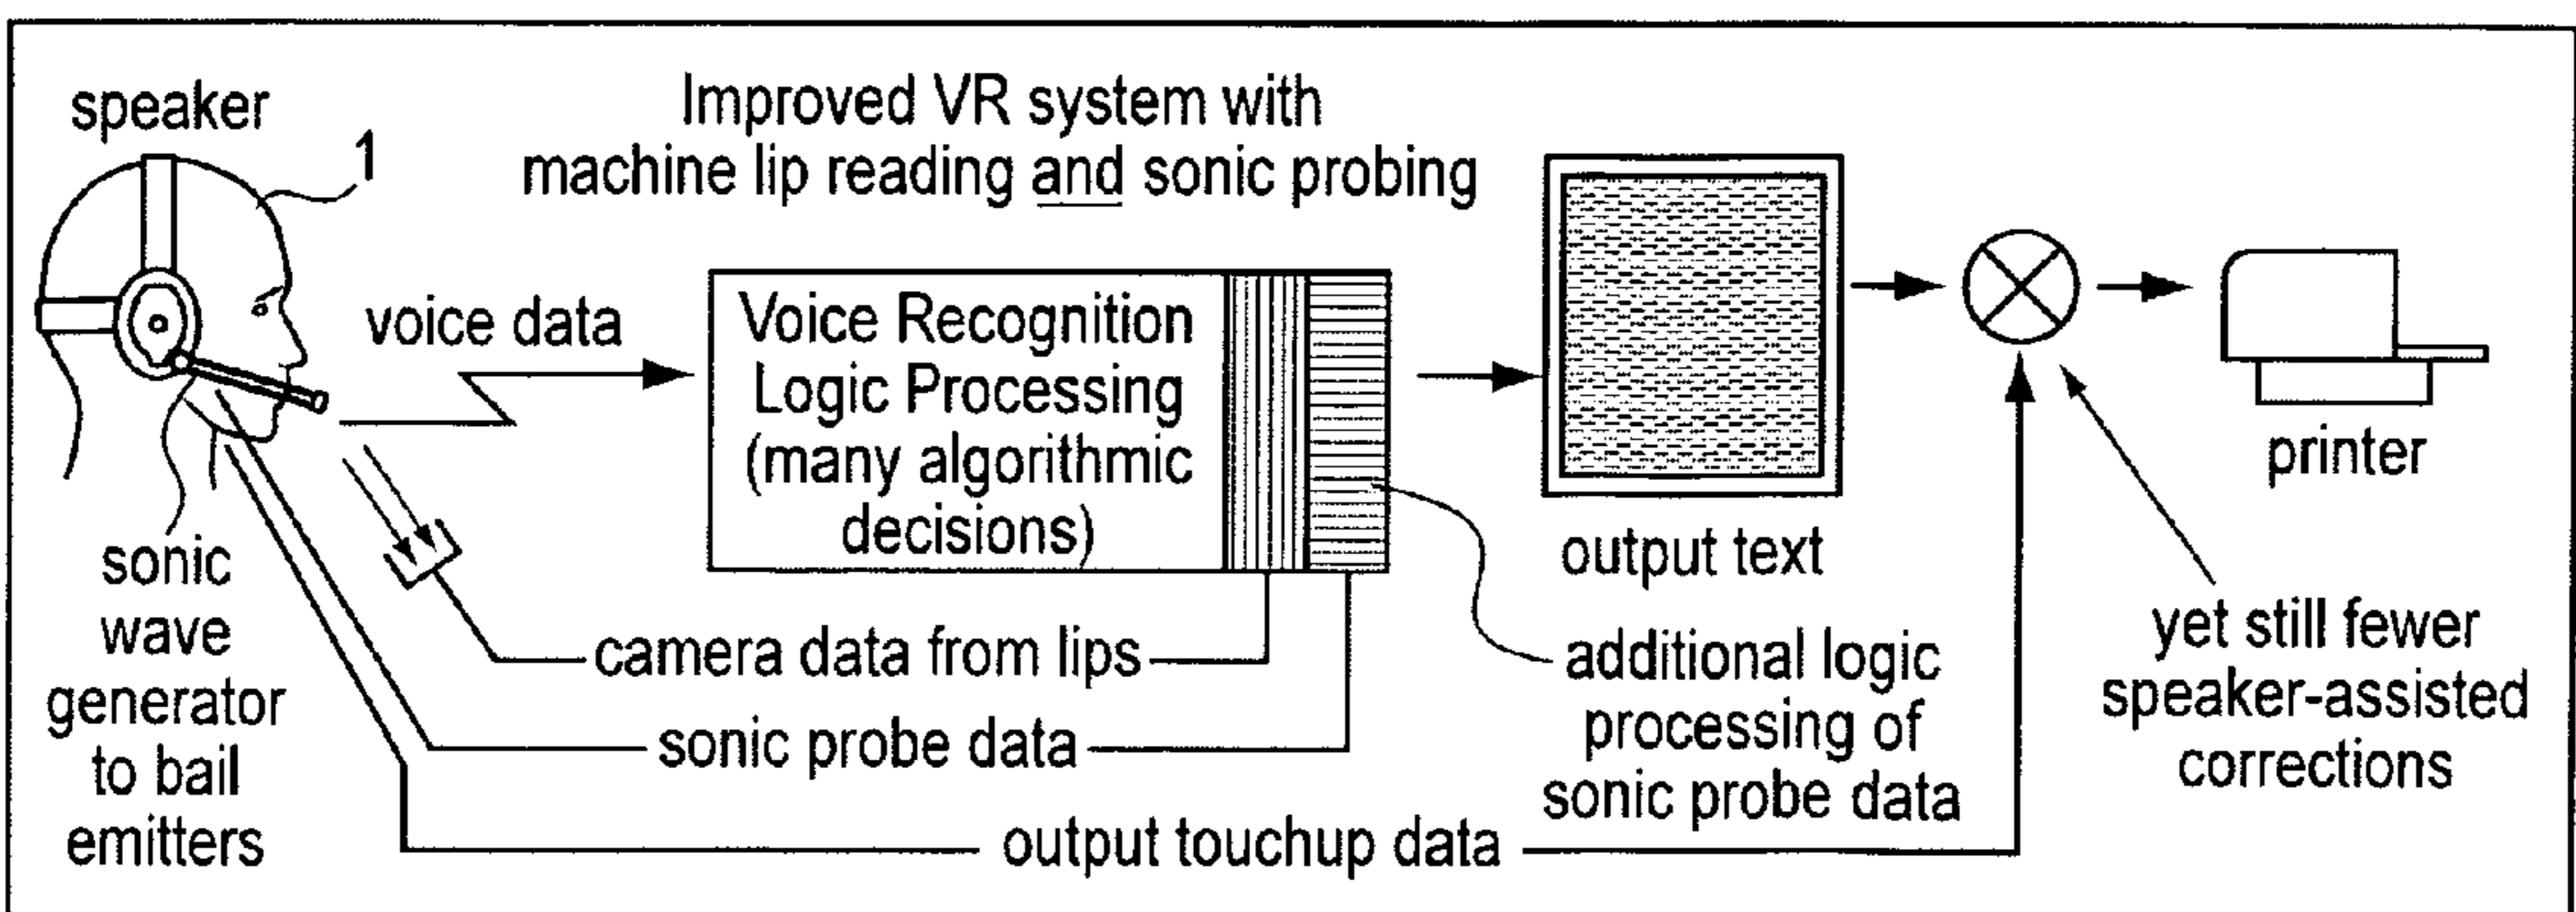 speaker
1
Improved VR system with
machine lip reading and sonic probing
voice data
Voice Recognition
Logic Processing
(many algorithmic
decisions)
output text
printer
sonic
wave
generator
to bail
emitters
camera data from lips
sonic probe data
output touchup data
additional logic
processing of
sonic probe data
yet still fewer
speaker-assisted
corrections